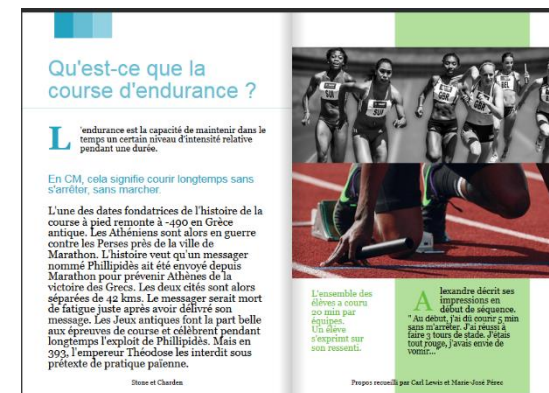 Qu'est-ce que la
course d'endurance ?
L'endurance est la capacité de maintenir dans le
temps un certain niveau d'intensité relative
pendant une durée.
En CM, cela signifie courir longtemps sans
s'arrêter, sans marcher.
L'une des dates fondatrices de l'histoire de la
course à pied remonte à -490 en Grèce
antique. Les Athéniens sont alors en guerre
contre les Perses près de la ville de
Marathon. L'histoire veut qu'un messager
nommé Phillipidès ait été envoyé depuis
Marathon pour prévenir Athènes de la
victoire des Grecs. Les deux cités sont alors
séparées de 42 kms. Le messager serait mort
de fatigue juste après avoir délivré son
message. Les Jeux antiques font la part belle
aux épreuves de course et célèbrent pendant
longtemps l'exploit de Phillipidès. Mais en
393, l'empereur Théodose les interdit sous
prétexte de pratique païenne.
Stone et Charden
SUI
GBR
GBR
BEL
L'ensemble des
élèves a couru
20 min par
équipes.
Un élève
s'exprimt sur
son ressenti.
Alexandre décrit ses
impressions en
début de séquence.
" Au début, j'ai dû courir 5 min
sans m'arrêter. J'ai réussi à
faire 3 tours de stade. J'étais
tout rouge, j'avais envie de
vomir..."
Propos recueilli par Carl Lewis et Marie-José Pérec